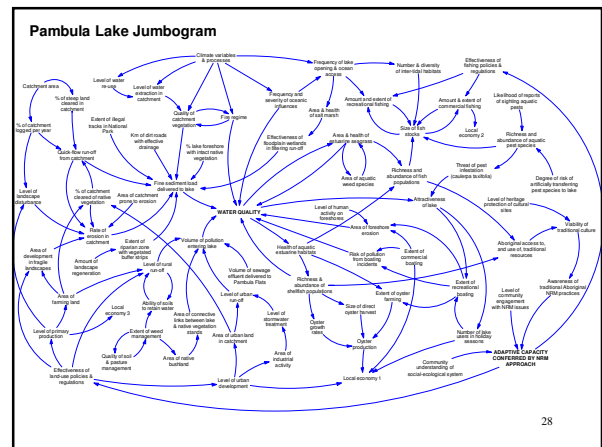 Pambula Lake Jumbogram
Climate variables
& processes
Frequency of lake
opening & ocean
access
Number & diversity
of inter-tidal habitats
Effectiveness of
fishing policies &
regulations
Catchment area
% of steep land
cleared in
catchment
Level of water
re-use
Level of water
extraction in
catchment
Frequency and
severity of oceanic
influences
Amount and extent of
recreational fishing
Amount & extent of
commercial fishing
Likelihood of reports
of sighting aquatic
pests
% of catchment
logged per year
Extent of illegal
tracks in National
Park
Quality of
catchment
vegetation
Fire regime
Area & health
of salt marsh
Size of fish
stocks
Local
economy 2
Richness and
abundance of aquatic
pest species
Quick-flow run-off
from catchment
Km of dirt roads
with effective
drainage
% lake foreshore
with intact native
vegetation
Effectiveness of
floodplain wetlands
in filtering run-off
Area & health of
estuarine seagrass
Richness and
abundance of fish
populations
Threat of pest
infestation
(caulerpa taxifolia)
Level of
landscape
disturbance
% of catchment
cleared of native
vegetation
Area of catchment
prone to erosion
Fine sediment load
delivered to lake
Area of aquatic
weed species
Degree of risk of
artificially transferring
pest species to lake
WATER QUALITY
Level of human
activity on
foreshores
Attractiveness
of lake
Level of heritage
protection of cultural
sites
Rate of
erosion in
catchment
Area of foreshore
erosion
Visibility of
traditional culture
Area of
development in
fragile landscapes
Extent of
riparian zone
with vegetated
buffer strips
Volume of pollution
entering lake
Health of aquatic
estuarine habitats
Risk of pollution
from boating
incidents
Extent of
commercial
boating
Aboriginal access to,
and use of, traditional
resources
Amount of
landscape
regeneration
Level of rural
run-off
Volume of sewage
effluent delivered to
Pambula Flats
Richness &
abundance of
shellfish populations
Extent of oyster
farming
Extent of
recreational
boating
Level of
community
engagement
with NRM issues
Awareness of
traditional Aboriginal
NRM practices
Area of
farming land
Local
economy 3
Ability of soils
to retain water
Level of urban
run-off
Size of direct
oyster harvest
Level of primary
production
Extent of weed
management
Area of connective
links between lake
& native vegetation
stands
Level of
stormwater
treatment
Oyster
growth
rates
Oyster
production
Number of lake
users in holiday
seasons
Area of urban land
in catchment
Quality of soil &
pasture management
Area of native
bushland
Area of
industrial
activity
Community
understanding of
social-ecological system
ADAPTIVE CAPACITY
CONFERRED BY NRM
APPROACH
Effectiveness of
land-use policies &
regulations
Level of urban
development
Local economy 1
28